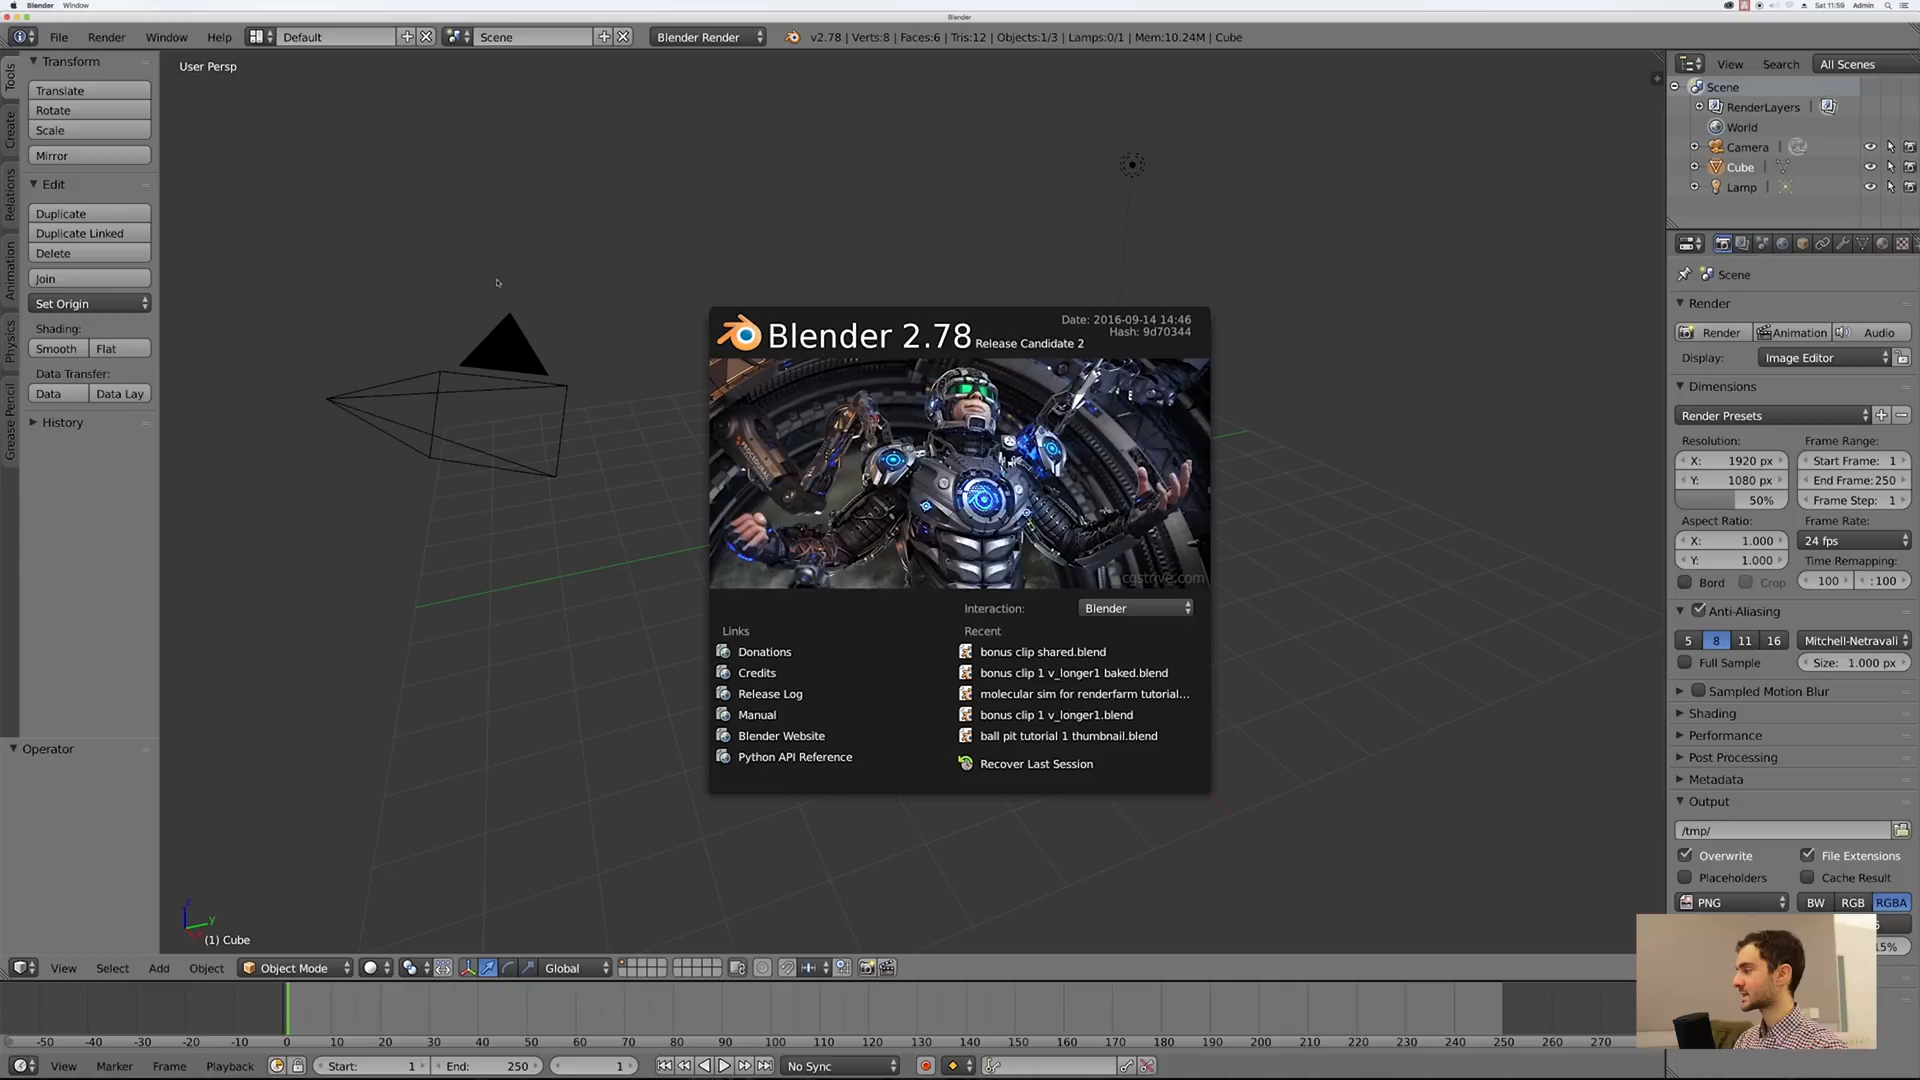 Blender Window
Sat 11:59 Admin
Blender
File Render Window Help Default Scene Blender Render v2.78 | Verts:8 | Faces:6 | Tris:12 | Objects:1/3 | Lamps:0/1 | Mem:10.24M | Cube
Tools
Create
Relations
Animation
Physics
Grease Pencil
Transform
Translate
Rotate
Scale
Mirror
Edit
Duplicate
Duplicate Linked
Delete
Join
Set Origin
Shading:
Smooth Flat
Data Transfer:
Data Data Lay
History
Operator
User Persp
Blender 2.78 Release Candidate 2
Date: 2016-09-14 14:46
Hash: 9d70344
cgstrive.com
Interaction: Blender
Links
Donations
Credits
Release Log
Manual
Blender Website
Python API Reference
Recent
bonus clip shared.blend
bonus clip 1 v_longer1 baked.blend
molecular sim for renderfarm tutorial...
bonus clip 1 v_longer1.blend
ball pit tutorial 1 thumbnail.blend
Recover Last Session
z
y
(1) Cube
View Search All Scenes
Scene
RenderLayers
World
Camera
Cube
Lamp
Scene
Render
Render Animation Audio
Display: Image Editor
Dimensions
Render Presets
Resolution: Frame Range:
X: 1920 px Start Frame: 1
Y: 1080 px End Frame: 250
50% Frame Step: 1
Aspect Ratio: Frame Rate:
X: 1.000 24 fps
Y: 1.000 Time Remapping:
Bord Crop 100 :100
Anti-Aliasing
5 8 11 16 Mitchell-Netravali
Full Sample Size: 1.000 px
Sampled Motion Blur
Shading
Performance
Post Processing
Metadata
Output
/tmp/
Overwrite File Extensions
Placeholders Cache Result
PNG BW RGB RGBA
15%
View Select Add Object Object Mode Global
-50 -40 -30 -20 -10 0 10 20 30 40 50 60 70 80 90 100 110 120 130 140 150 160 170 180 190 200 210 220 230 240 250 260 270
View Marker Frame Playback Start: 1 End: 250 1 No Sync